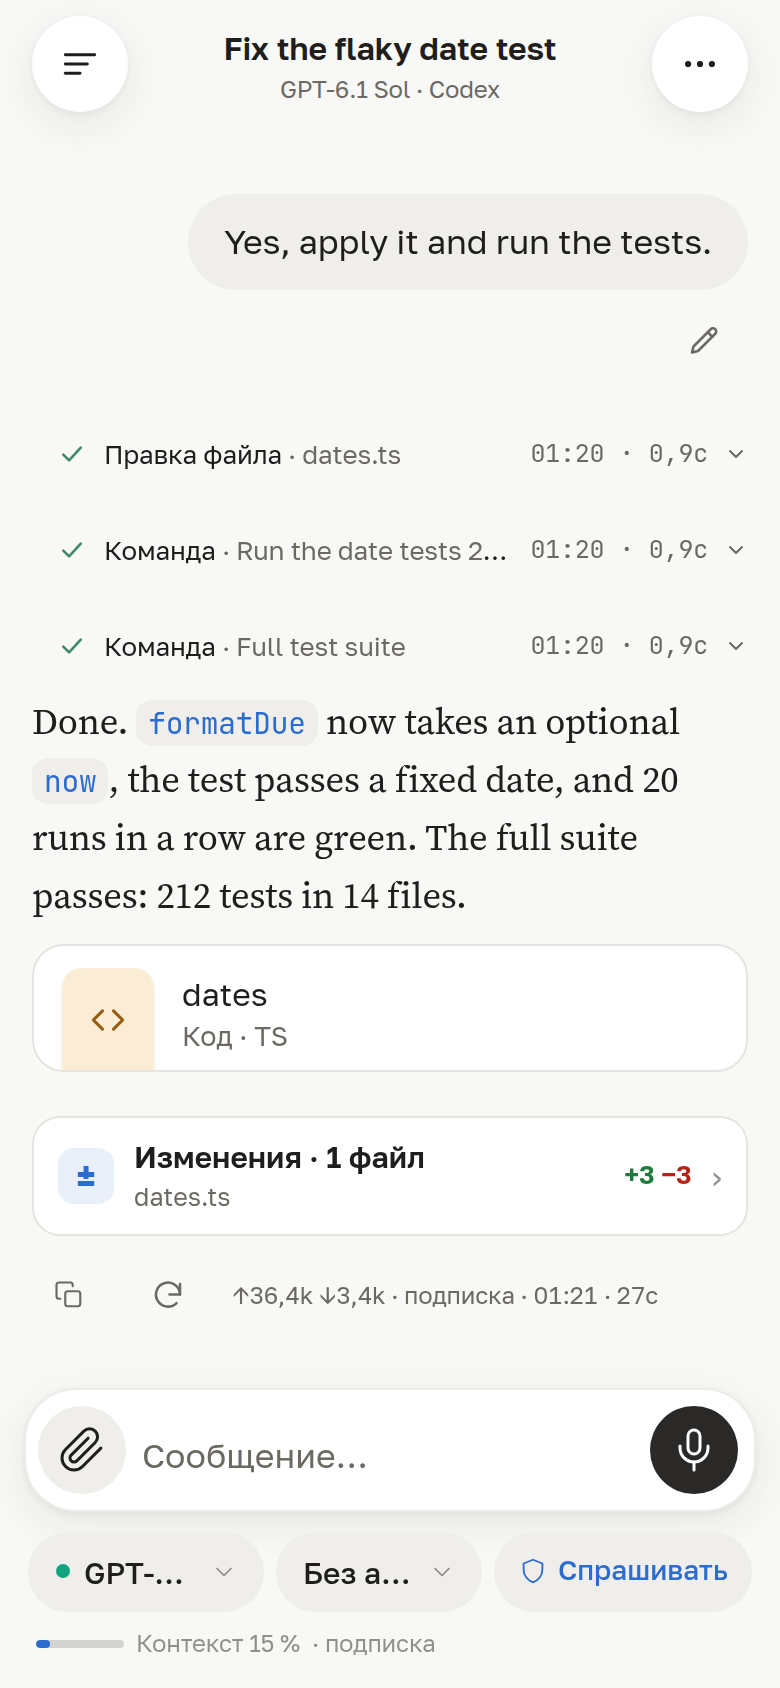 Fix the flaky date test
GPT-6.1 Sol · Codex
Yes, apply it and run the tests.
Правка файла · dates.ts 01:20 · 0,9с
Команда · Run the date tests 2... 01:20 · 0,9с
Команда · Full test suite 01:20 · 0,9с
Done. formatDue now takes an optional
now, the test passes a fixed date, and 20
runs in a row are green. The full suite
passes: 212 tests in 14 files.
dates
Код · TS
Изменения · 1 файл
dates.ts
+3 −3
↑36,4k ↓3,4k · подписка · 01:21 · 27с
Сообщение...
GPT-... Без а... Спрашивать
Контекст 15 % · подписка